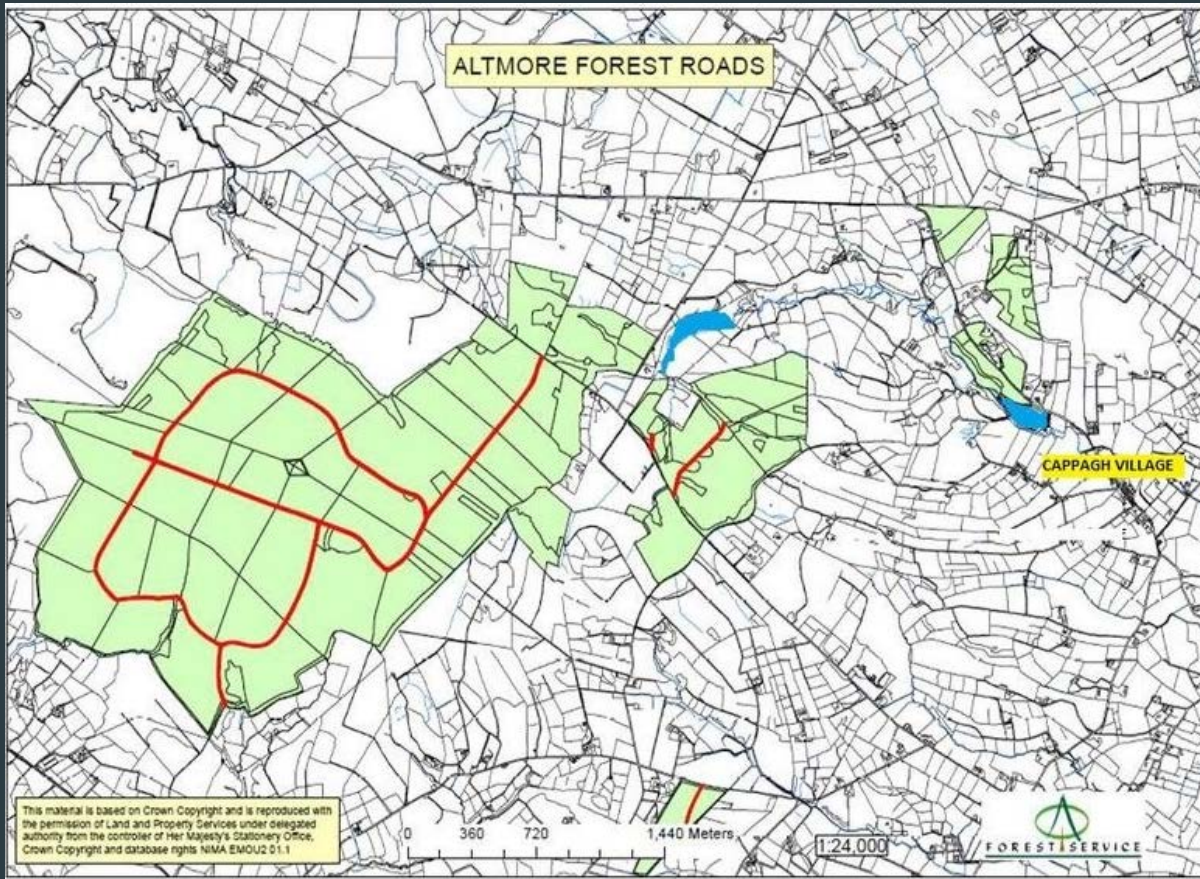 ALTMORE FOREST ROADS
CAPPAGH VILLAGE
This material is based on Crown Copyright and is reproduced with
the permission of Land and Property Services under delegated
authority from the controller of Her Majesty's Stationery Office,
Crown Copyright and database rights NIMA EMOU2 01.1
0 360 720 1,440 Meters
1:24,000
FOREST SERVICE